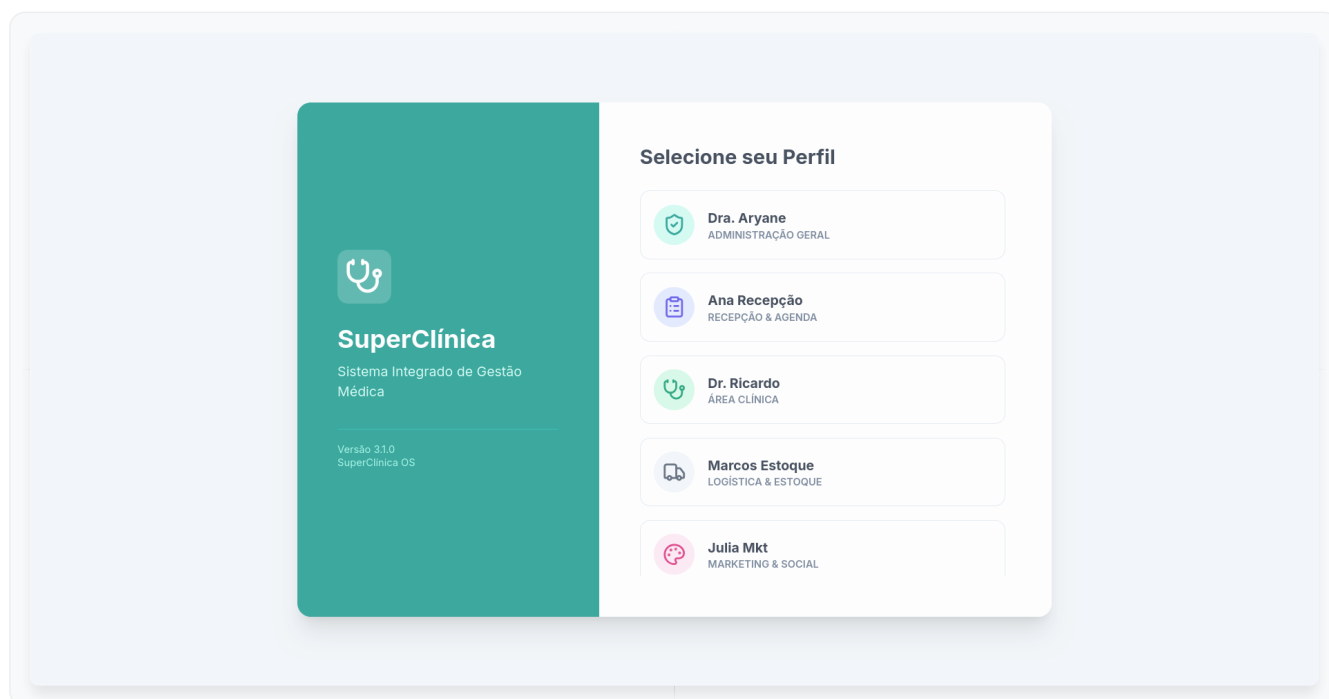 SuperClínica
Sistema Integrado de Gestão
Médica
Versão 3.1.0
SuperClínica OS
Selecione seu Perfil
Dra. Aryane
ADMINISTRAÇÃO GERAL
Ana Recepção
RECEPÇÃO & AGENDA
Dr. Ricardo
ÁREA CLÍNICA
Marcos Estoque
LOGÍSTICA & ESTOQUE
Julia Mkt
MARKETING & SOCIAL